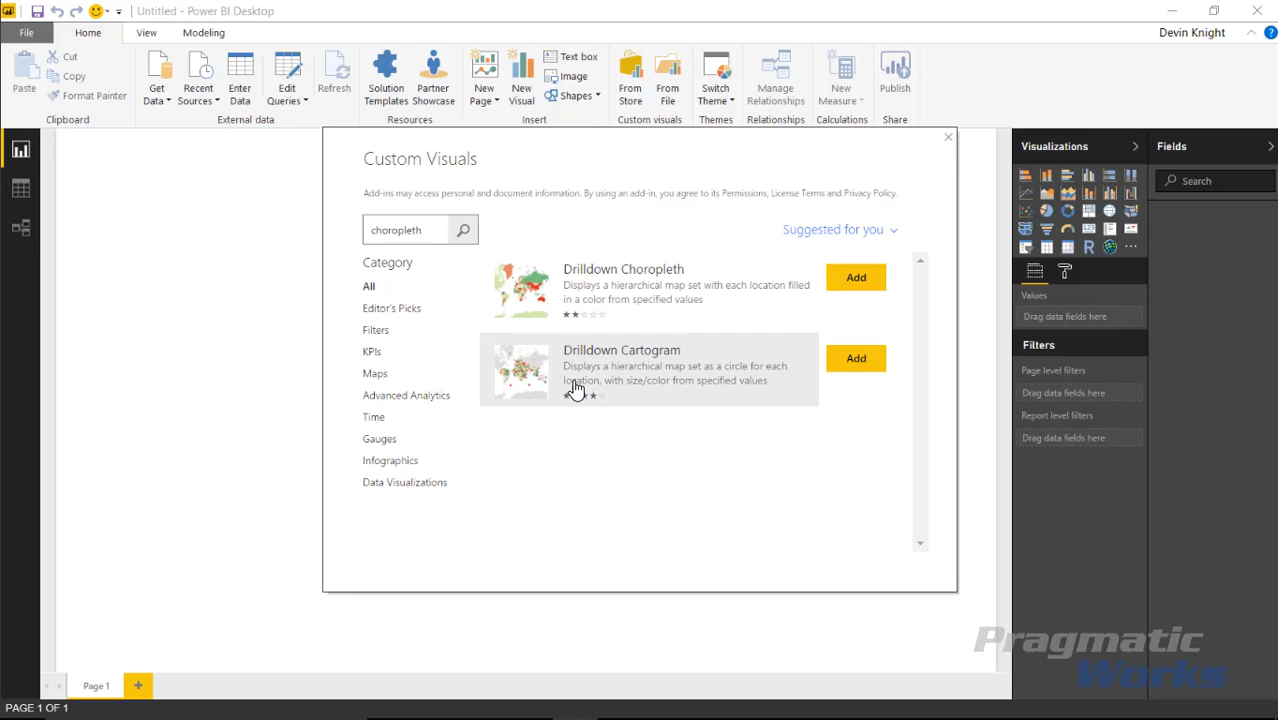 Untitled - Power BI Desktop
File Home View Modeling Devin Knight
Paste Cut Copy Format Painter
Get Data Recent Sources Enter Data Edit Queries Refresh
Solution Templates Partner Showcase
New Page New Visual Text box Image Shapes
From Store From File
Switch Theme
Manage Relationships
New Measure
Publish
Clipboard External data Resources Insert Custom visuals Themes Relationships Calculations Share
Custom Visuals
Add-ins may access personal and document information. By using an add-in, you agree to its Permissions, License Terms and Privacy Policy.
choropleth
Suggested for you
Category
All
Editor's Picks
Filters
KPIs
Maps
Advanced Analytics
Time
Gauges
Infographics
Data Visualizations
Drilldown Choropleth
Displays a hierarchical map set with each location filled
in a color from specified values
Add
Drilldown Cartogram
Displays a hierarchical map set as a circle for each
location, with size/color from specified values
Add
Visualizations
R
Values
Drag data fields here
Filters
Page level filters
Drag data fields here
Report level filters
Drag data fields here
Fields
Search
Pragmatic
Works
Page 1
PAGE 1 OF 1